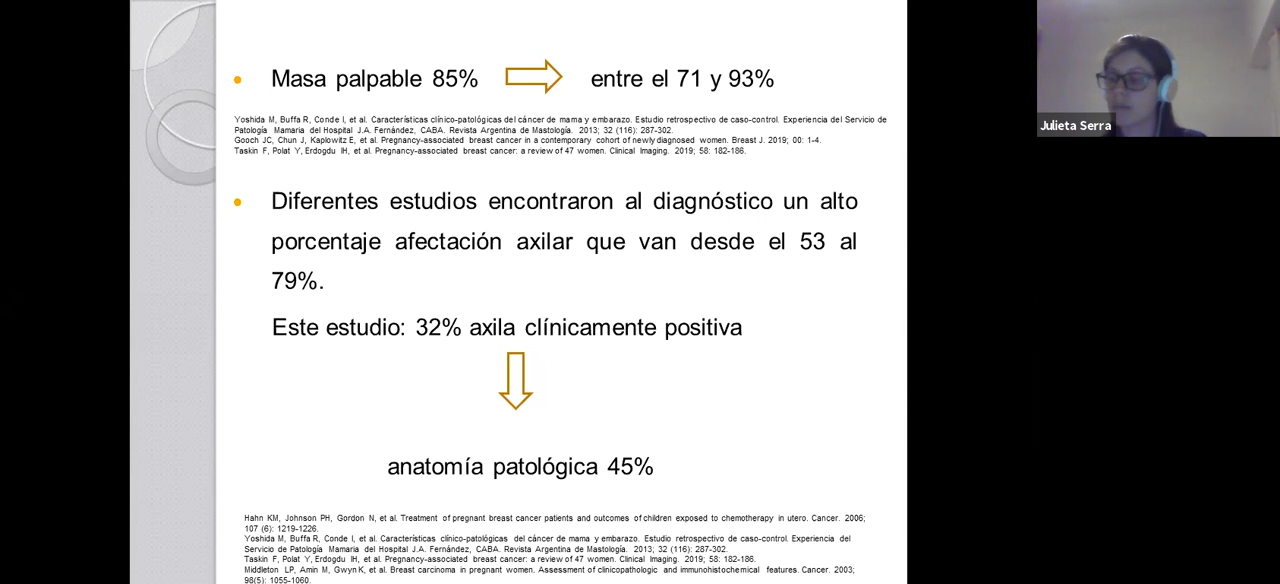 Masa palpable 85% entre el 71 y 93%
Yoshida M, Buffa R, Conde I, et al. Características clínico-patológicas del cáncer de mama y embarazo. Estudio retrospectivo de caso-control. Experiencia del Servicio de
Patología Mamaria del Hospital J.A. Fernández, CABA. Revista Argentina de Mastología. 2013; 32 (116): 287-302.
Gooch JC, Chun J, Kaplowitz E, et al. Pregnancy-associated breast cancer in a contemporary cohort of newly diagnosed women. Breast J. 2019; 00: 1-4.
Taskin F, Polat Y, Erdogdu IH, et al. Pregnancy-associated breast cancer: a review of 47 women. Clinical Imaging. 2019; 58: 182-186.
Diferentes estudios encontraron al diagnóstico un alto
porcentaje afectación axilar que van desde el 53 al
79%.
Este estudio: 32% axila clínicamente positiva
anatomía patológica 45%
Hahn KM, Johnson PH, Gordon N, et al. Treatment of pregnant breast cancer patients and outcomes of children exposed to chemotherapy in utero. Cancer. 2006;
107 (6): 1219-1226.
Yoshida M, Buffa R, Conde I, et al. Características clínico-patológicas del cáncer de mama y embarazo. Estudio retrospectivo de caso-control. Experiencia del
Servicio de Patología Mamaria del Hospital J.A. Fernández, CABA. Revista Argentina de Mastología. 2013; 32 (116): 287-302.
Taskin F, Polat Y, Erdogdu IH, et al. Pregnancy-associated breast cancer: a review of 47 women. Clinical Imaging. 2019; 58: 182-186.
Middleton LP, Amin M, Gwyn K, et al. Breast carcinoma in pregnant women. Assessment of clinicopathologic and immunohistochemical features. Cancer. 2003;
98(5): 1055-1060.
Julieta Serra